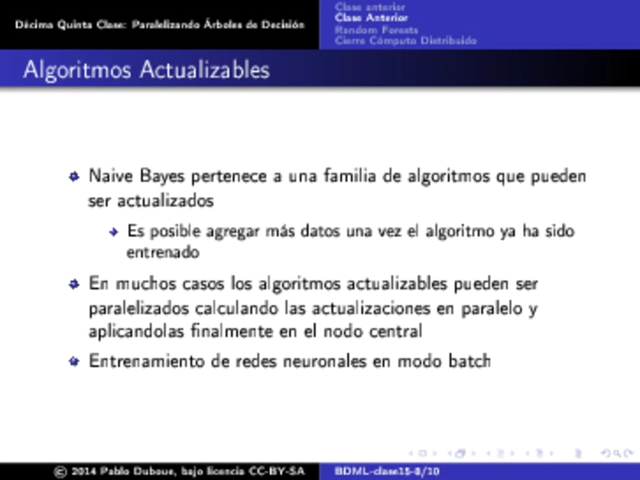 Décima Quinta Clase: Paralelizando Árboles de Decisión
Clase anterior
Clase Anterior
Random Forests
Cierre Cómputo Distribuido
Algoritmos Actualizables
Naive Bayes pertenece a una familia de algoritmos que pueden
ser actualizados
Es posible agregar más datos una vez el algoritmo ya ha sido
entrenado
En muchos casos los algoritmos actualizables pueden ser
paralelizados calculando las actualizaciones en paralelo y
aplicandolas finalmente en el nodo central
Entrenamiento de redes neuronales en modo batch
© 2014 Pablo Duboue, bajo licencia CC-BY-SA
BDML-clase15-8/10